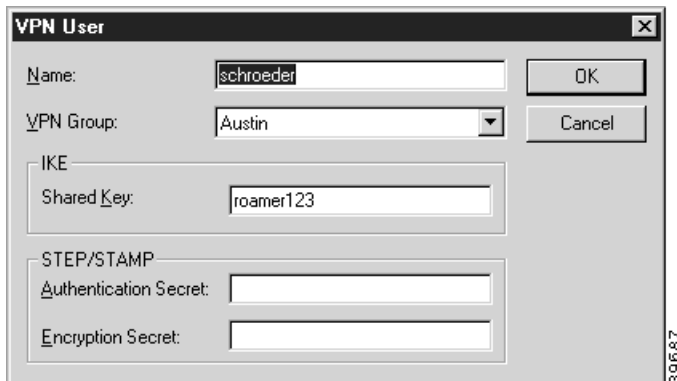 VPN User
Name: schroeder OK
VPN Group: Austin Cancel
IKE
Shared Key: roamer123
STEP/STAMP
Authentication Secret:
Encryption Secret:
39687